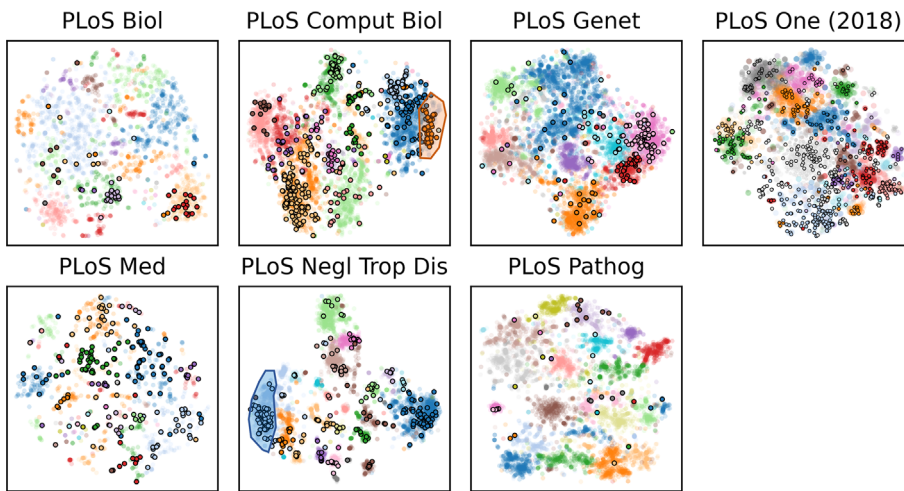 PLoS Biol
PLoS Comput Biol
PLoS Genet
PLoS One (2018)
PLoS Med
PLoS Negl Trop Dis
PLoS Pathog